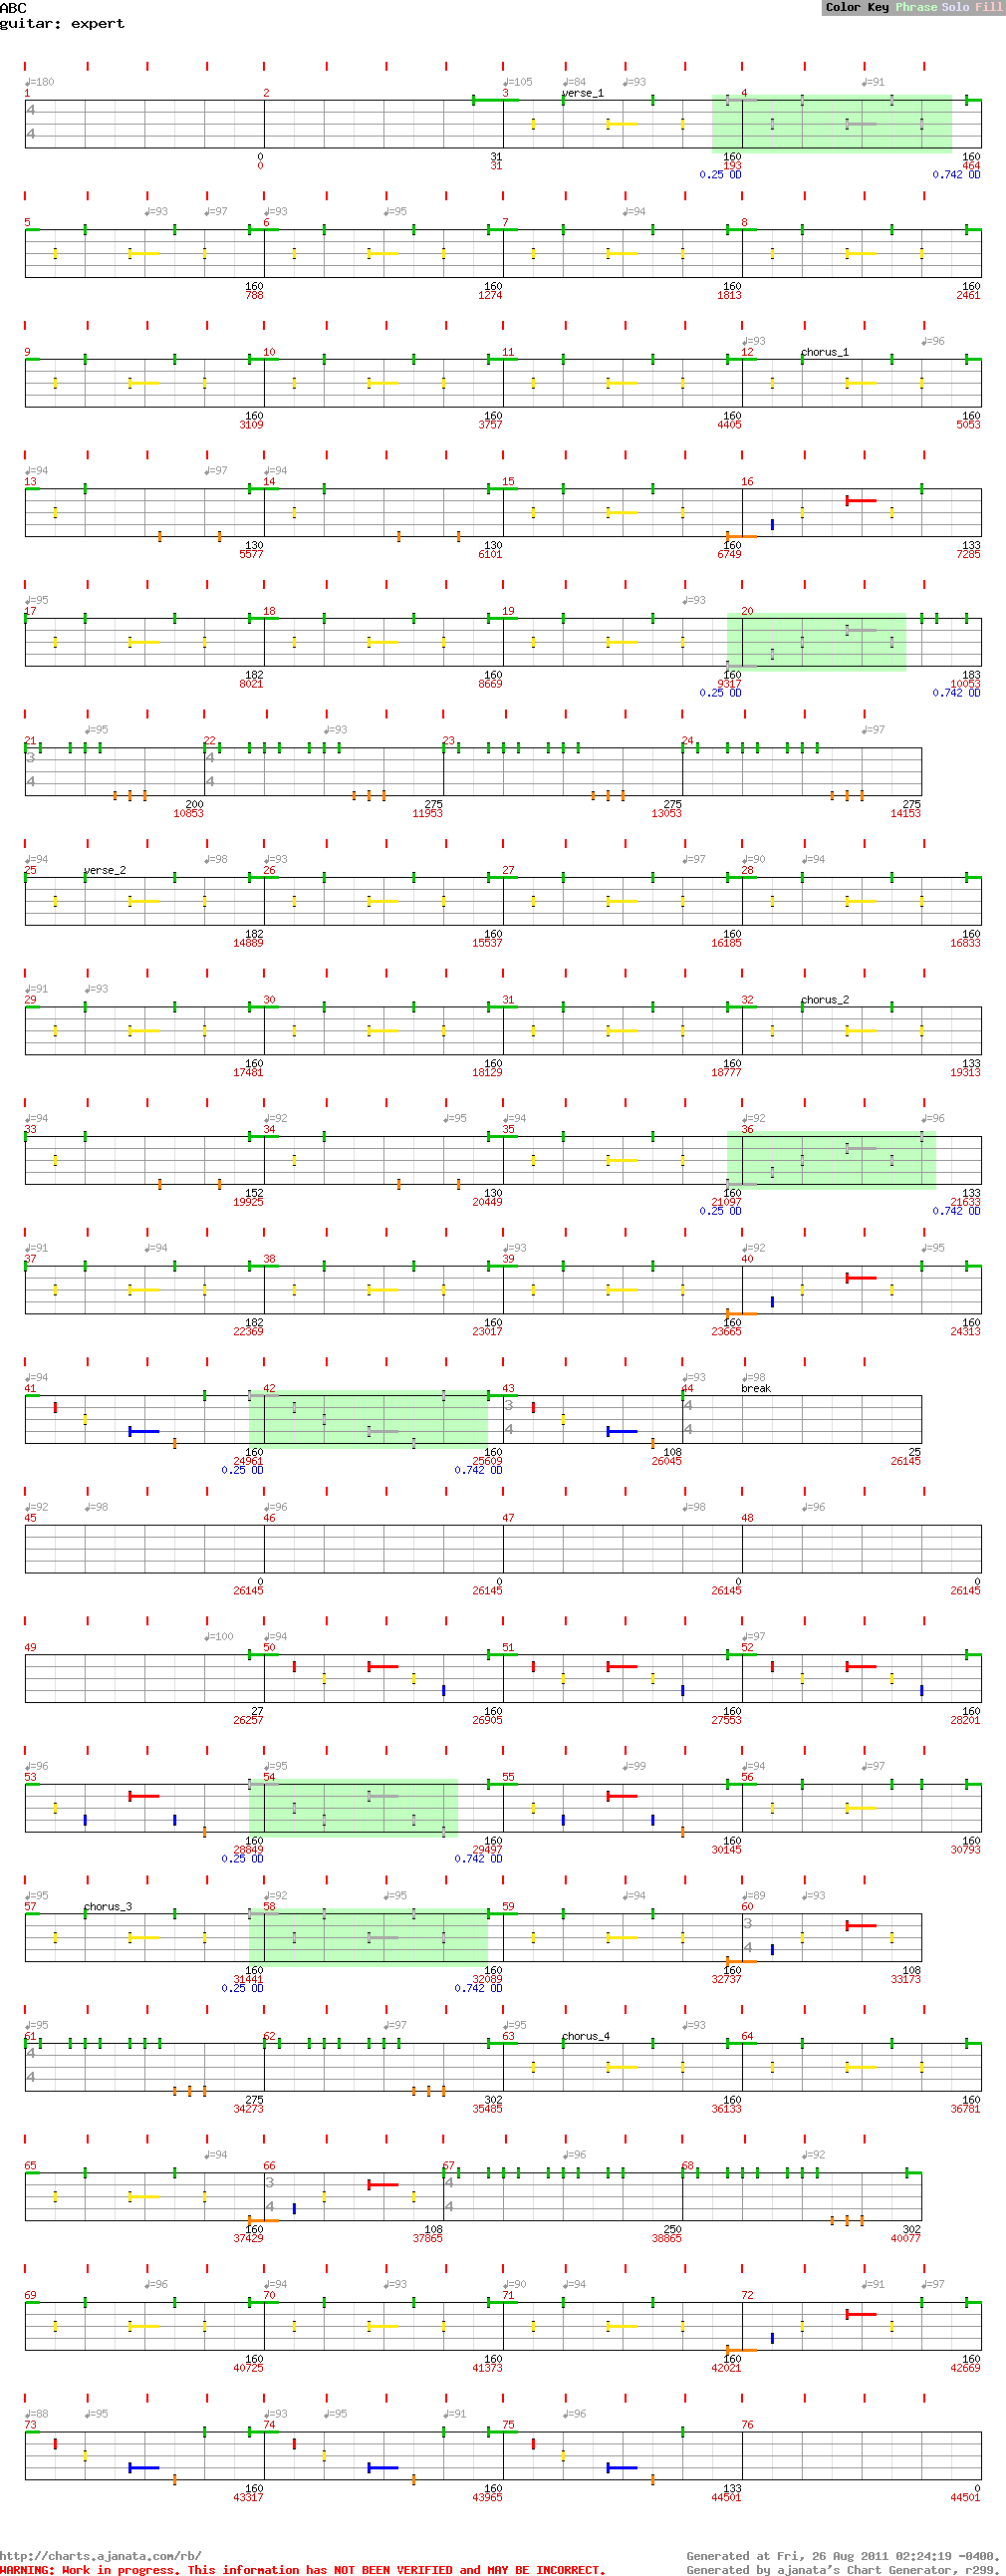 ABC
Color Key Phrase Solo Fill
guitar: expert
♩=180 ♩=105 ♩=84 ♩=93 ♩=91
1 2 3 verse_1 4
4
4
0 31 160 160
0 31 193 464
0.25 OD 0.742 OD
♩=93 ♩=97 ♩=93 ♩=95 ♩=94
5 6 7 8
160 160 160 160
788 1274 1813 2461
♩=93 ♩=96
9 10 11 12 chorus_1
160 160 160 160
3109 3757 4405 5053
♩=94 ♩=97 ♩=94
13 14 15 16
130 130 160 133
5577 6101 6749 7285
♩=95 ♩=93
17 18 19 20
182 160 160 183
8021 8669 9317 10053
0.25 OD 0.742 OD
♩=95 ♩=93 ♩=97
21 22 23 24
3 4
4 4
200 275 275 275
10853 11953 13053 14153
♩=94 ♩=98 ♩=93 ♩=97 ♩=90 ♩=94
25 verse_2 26 27 28
182 160 160 160
14889 15537 16185 16833
♩=91 ♩=93
29 30 31 32 chorus_2
160 160 160 133
17481 18129 18777 19313
♩=94 ♩=92 ♩=95 ♩=94 ♩=92 ♩=96
33 34 35 36
152 130 160 133
19925 20449 21097 21633
0.25 OD 0.742 OD
♩=91 ♩=94 ♩=93 ♩=92 ♩=95
37 38 39 40
182 160 160 160
22369 23017 23665 24313
♩=94 ♩=93 ♩=98
41 42 43 44 break
3 4
4 4
160 160 108 25
24961 25609 26045 26145
0.25 OD 0.742 OD
♩=92 ♩=98 ♩=96 ♩=98 ♩=96
45 46 47 48
0 0 0 0
26145 26145 26145 26145
♩=100 ♩=94 ♩=97
49 50 51 52
27 160 160 160
26257 26905 27553 28201
♩=96 ♩=95 ♩=99 ♩=94 ♩=97
53 54 55 56
160 160 160 160
28849 29497 30145 30793
0.25 OD 0.742 OD
♩=95 ♩=92 ♩=95 ♩=94 ♩=89 ♩=93
57 chorus_3 58 59 60
3
4
160 160 160 108
31441 32089 32737 33173
0.25 OD 0.742 OD
♩=95 ♩=97 ♩=95 ♩=93
61 62 63 chorus_4 64
4
4
275 302 160 160
34273 35485 36133 36781
♩=94 ♩=96 ♩=92
65 66 67 68
3 4
4 4
160 108 250 302
37429 37865 38865 40077
♩=96 ♩=94 ♩=93 ♩=90 ♩=94 ♩=91 ♩=97
69 70 71 72
160 160 160 160
40725 41373 42021 42669
♩=88 ♩=95 ♩=93 ♩=95 ♩=91 ♩=96
73 74 75 76
160 160 133 0
43317 43965 44501 44501
http://charts.ajanata.com/rb/ Generated at Fri, 26 Aug 2011 02:24:19 -0400.
WARNING: Work in progress. This information has NOT BEEN VERIFIED and MAY BE INCORRECT. Generated by ajanata's Chart Generator, r299.